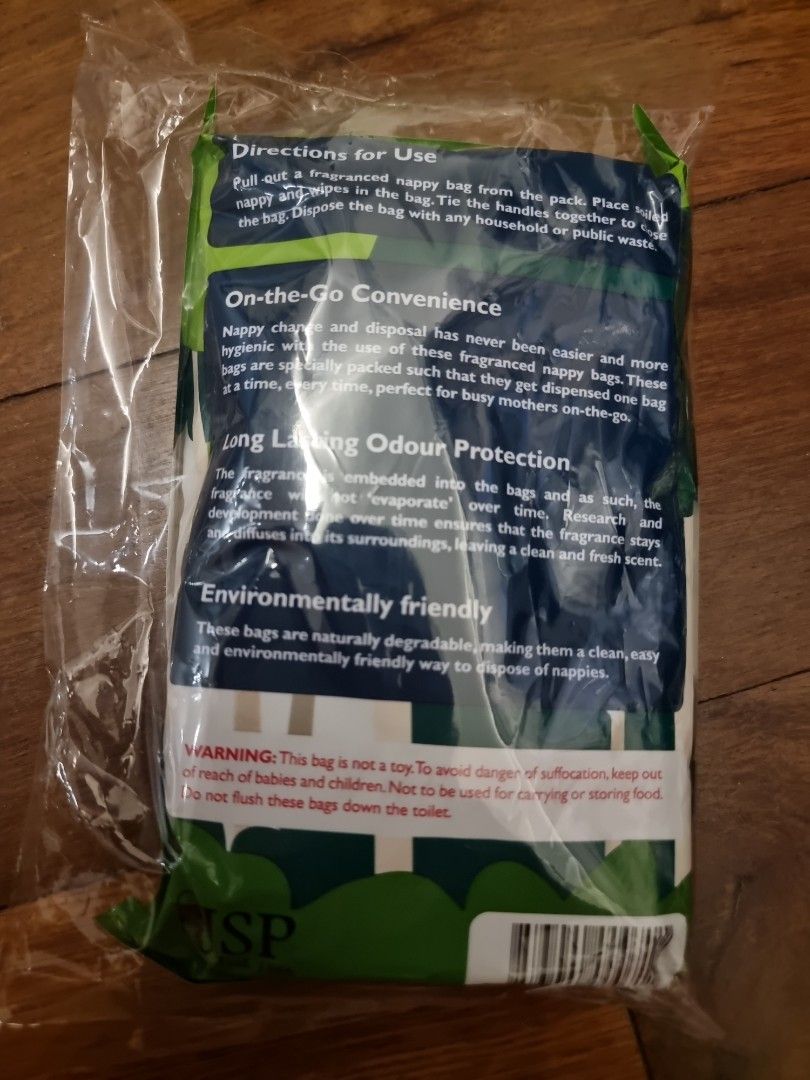 Directions for Use
Pull out a fragranced nappy bag from the pack. Place soiled
nappy and wipes in the bag. Tie the handles together to close
the bag. Dispose the bag with any household or public waste.
On-the-Go Convenience
Nappy change and disposal has never been easier and more
hygienic with the use of these fragranced nappy bags. These
bags are specially packed such that they get dispensed one bag
at a time, every time, perfect for busy mothers on-the-go.
Long Lasting Odour Protection
The fragrance is embedded into the bags and as such, the
fragrance will not 'evaporate' over time. Research and
development done over time ensures that the fragrance stays
and diffuses into its surroundings, leaving a clean and fresh scent.
Environmentally friendly
These bags are naturally degradable, making them a clean, easy
and environmentally friendly way to dispose of nappies.
WARNING: This bag is not a toy. To avoid danger of suffocation, keep out
of reach of babies and children. Not to be used for carrying or storing food.
Do not flush these bags down the toilet.